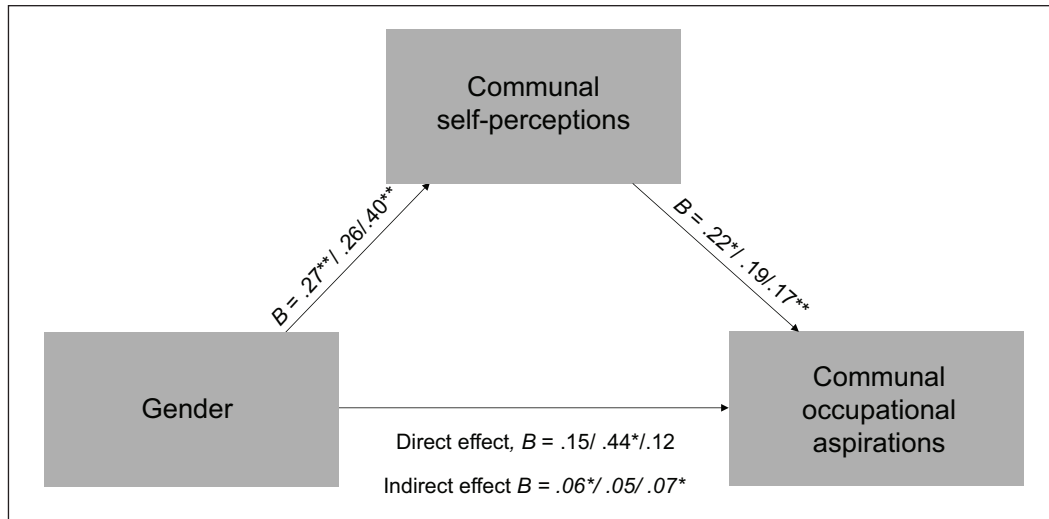 Communal
self-perceptions
B = .27**/ .26/.40**
B = .22*/ .19/.17**
Gender
Communal
occupational
aspirations
Direct effect, B = .15/ .44*/.12
Indirect effect B = .06*/ .05/ .07*